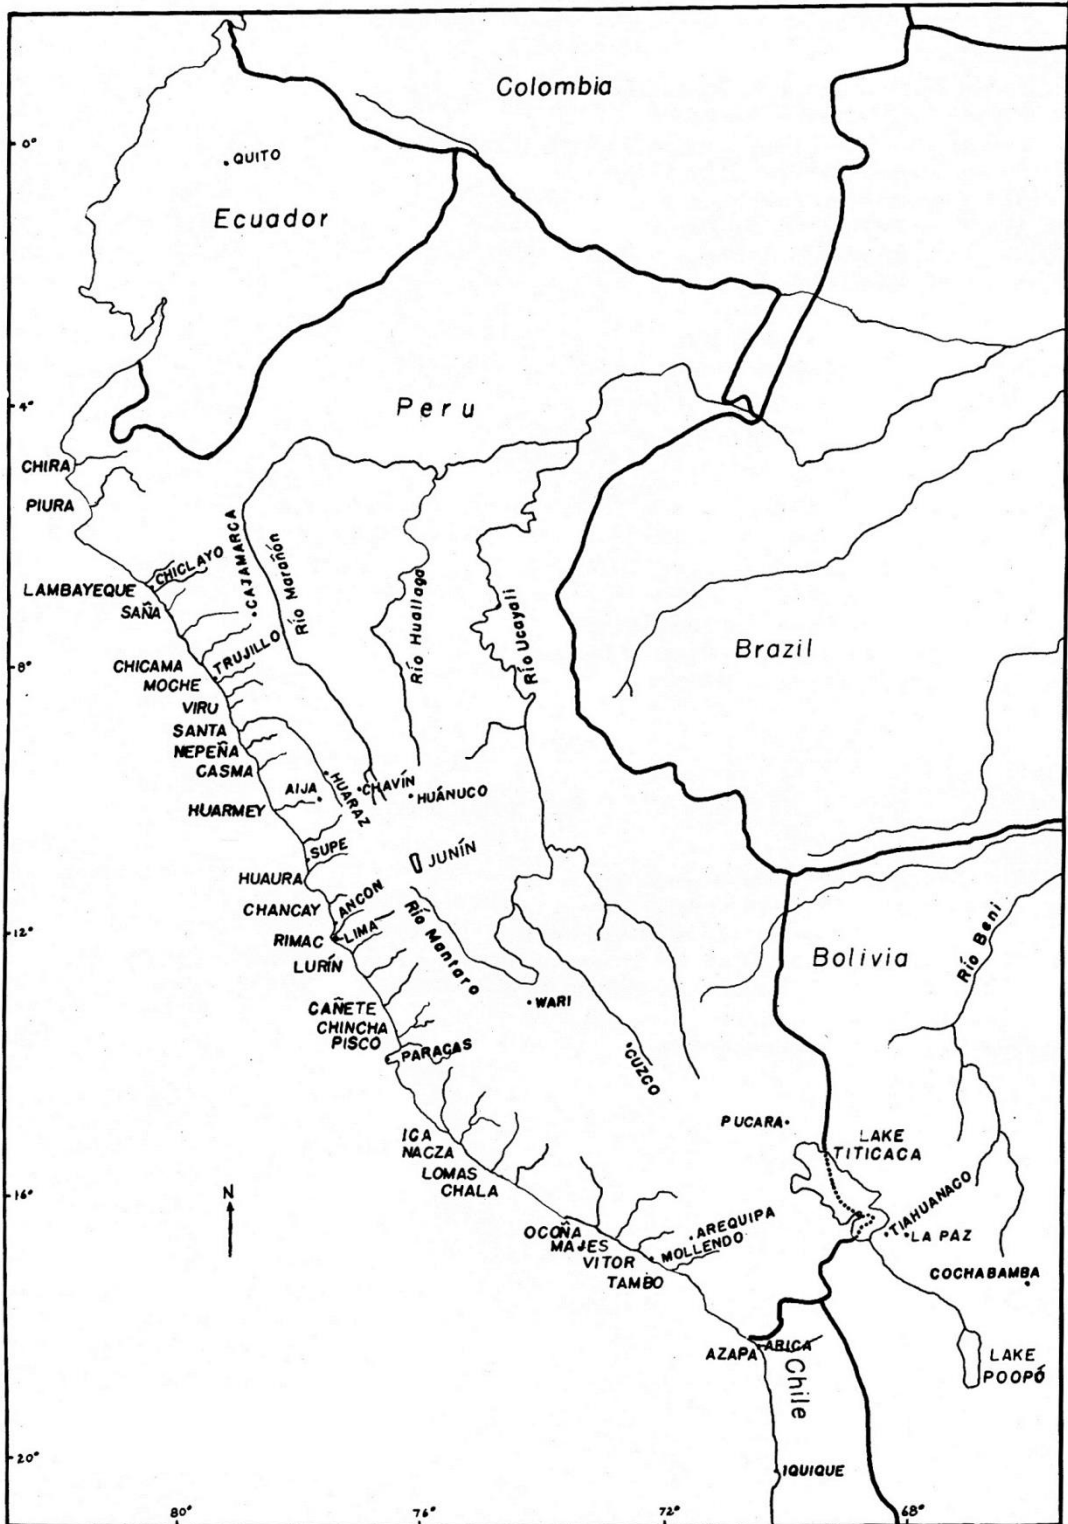 Colombia
0°
QUITO
Ecuador
Peru
4°
CHIRA
PIURA
CHICLAYO
LAMBAYEQUE
SAÑA
CAJAMARCA
Río Marañón
Río Huallaga
Río Ucayali
Brazil
TRUJILLO
8°
CHICAMA
MOCHE
VIRU
SANTA
NEPEÑA
CASMA
AIJA
HUARAZ
CHAVÍN
HUÁNUCO
HUARMEY
SUPE
JUNÍN
HUAURA
CHANCAY
ANCON
12°
RIMAC
LIMA
LURÍN
Río Mantaro
Bolivia
Río Beni
WARI
CAÑETE
CHINCHA
PISCO
PARACAS
CUZCO
PUCARA
LAKE
TITICACA
ICA
NACZA
LOMAS
CHALA
16°
N
TIAHUANACO
LA PAZ
AREQUIPA
MOLLENDO
OCOÑA
MAJES
VITOR
TAMBO
COCHABAMBA
AZAPA
ARICA
Chile
LAKE
POOPÓ
20°
IQUIQUE
80°
76°
72°
68°